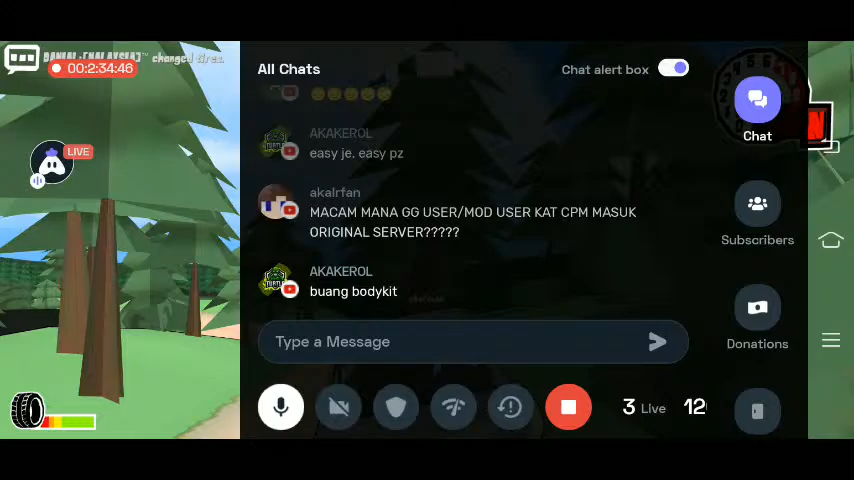 changed tires.
00:2:34:46
LIVE
All Chats
Chat alert box
AKAKEROL
easy je. easy pz
akaIrfan
MACAM MANA GG USER/MOD USER KAT CPM MASUK
ORIGINAL SERVER?????
AKAKEROL
buang bodykit
Type a Message
3 Live
12
Chat
Subscribers
Donations